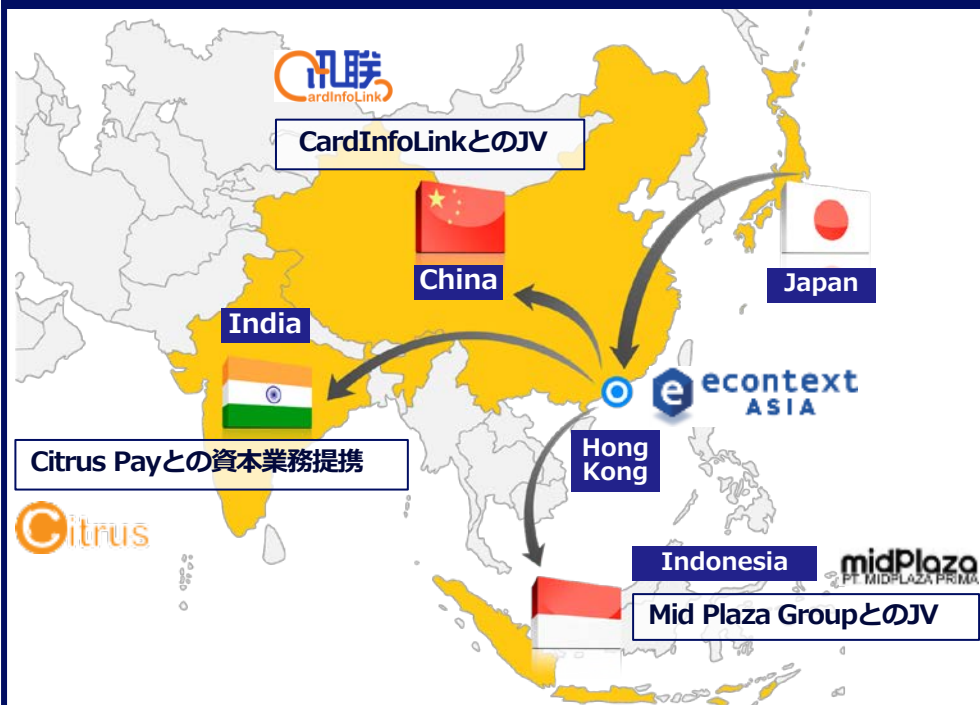 讯联
CardInfoLink
CardInfoLinkとのJV
China
Japan
India
econtext
ASIA
Citrus Payとの資本業務提携
Hong
Kong
Citrus
Indonesia
midPlaza
PT. MIDPLAZA PRIMA
Mid Plaza GroupとのJV